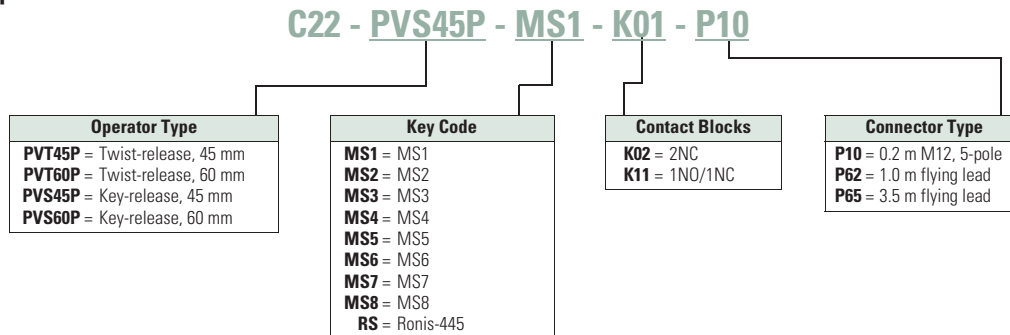 C22 - PVS45P - MS1 - K01 - P10
Operator Type
PVT45P = Twist-release, 45 mm
PVT60P = Twist-release, 60 mm
PVS45P = Key-release, 45 mm
PVS60P = Key-release, 60 mm
Key Code
MS1 = MS1
MS2 = MS2
MS3 = MS3
MS4 = MS4
MS5 = MS5
MS6 = MS6
MS7 = MS7
MS8 = MS8
RS = Ronis-445
Contact Blocks
K02 = 2NC
K11 = 1NO/1NC
Connector Type
P10 = 0.2 m M12, 5-pole
P62 = 1.0 m flying lead
P65 = 3.5 m flying lead